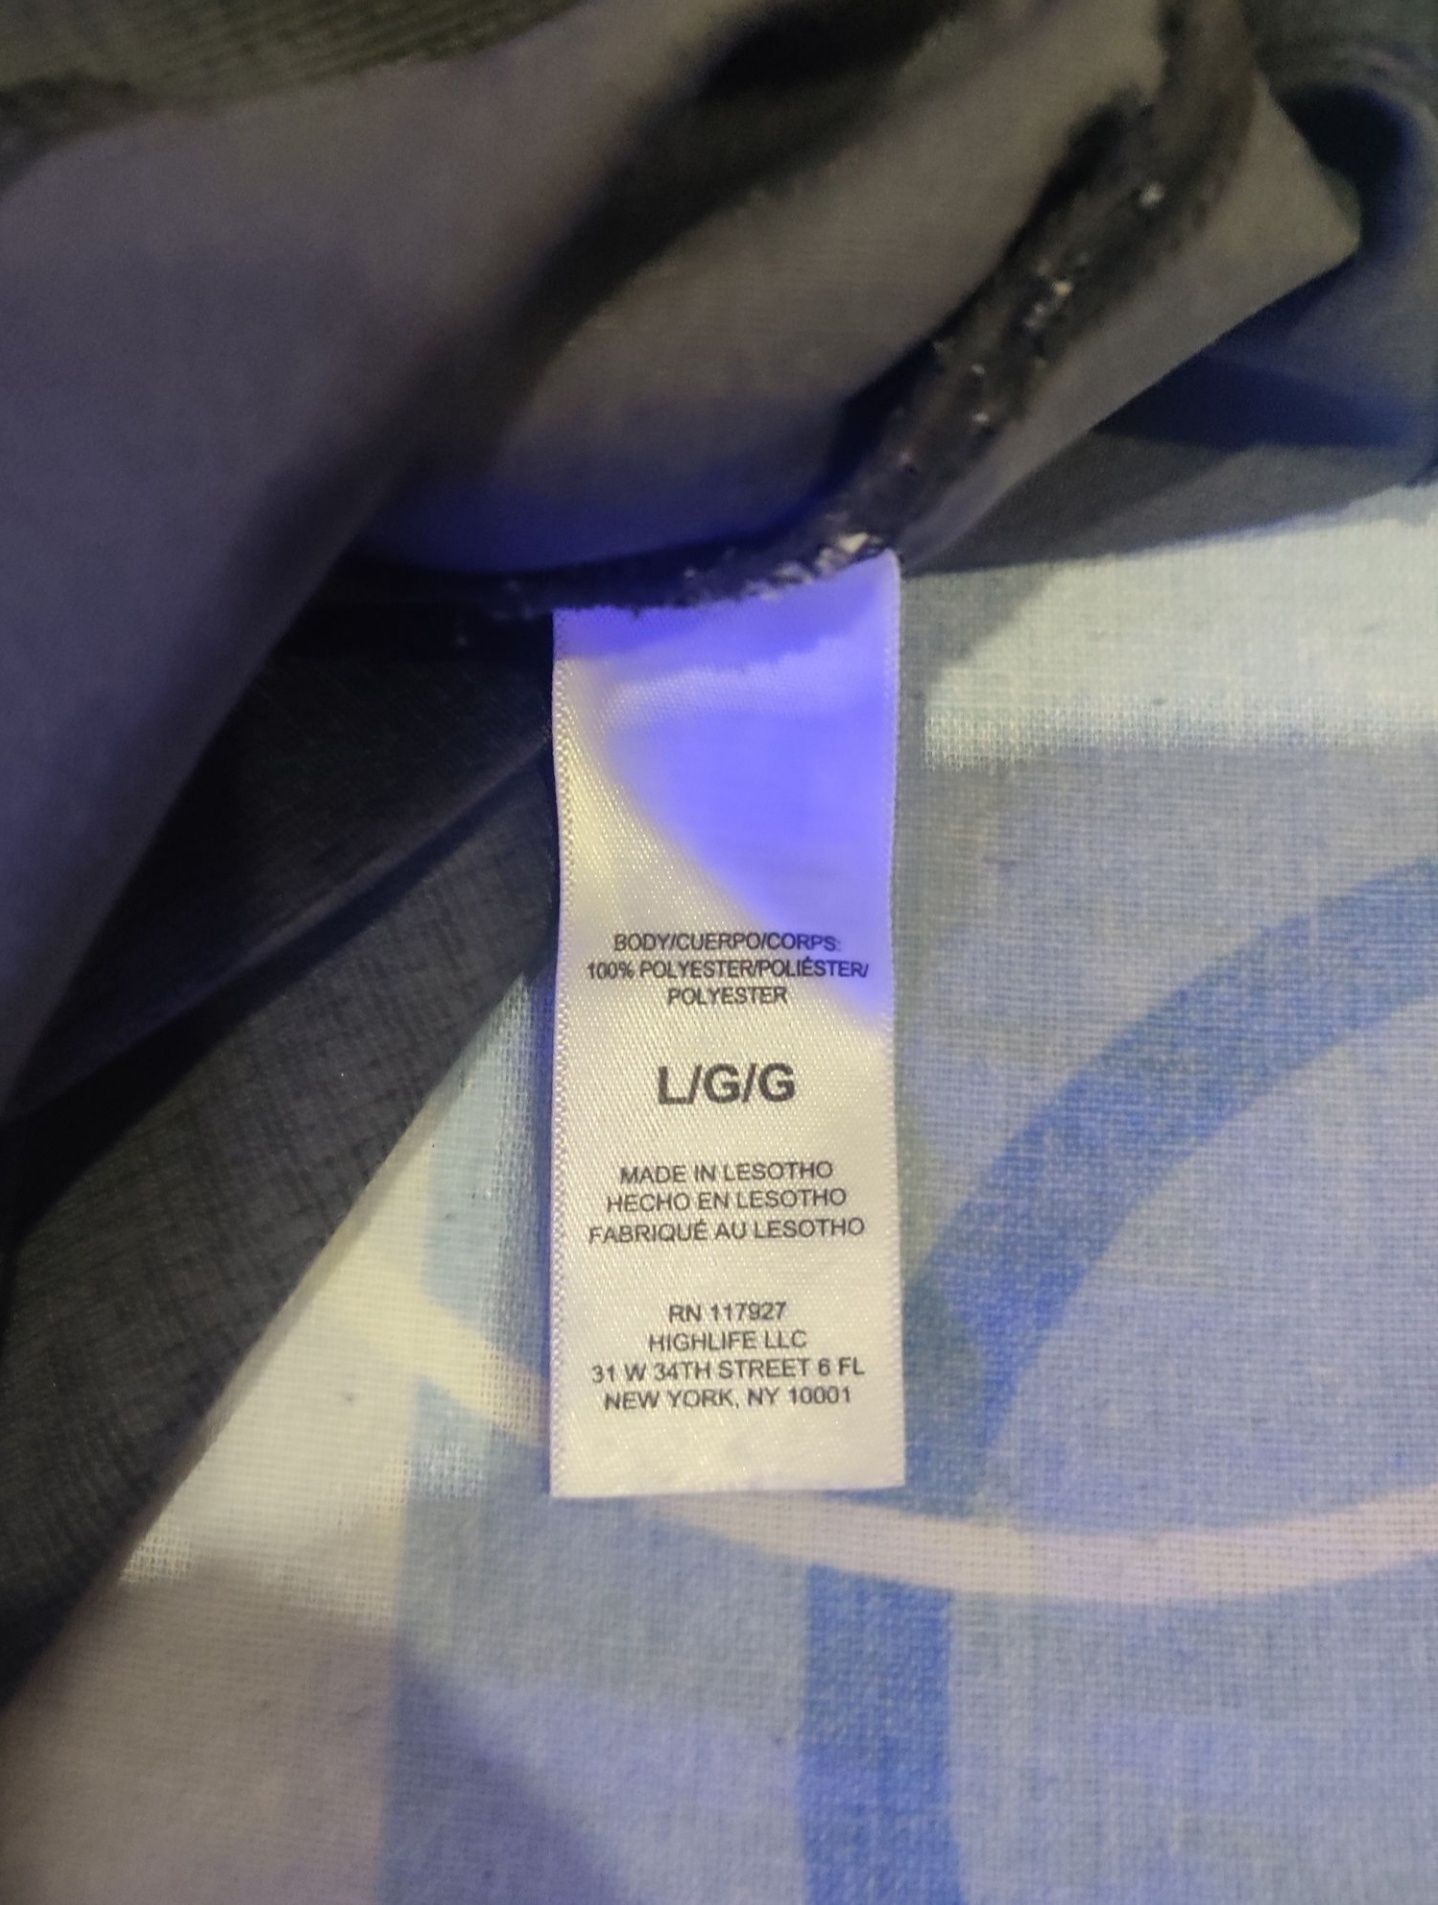 BODY/CUERPO/CORPS:
100% POLYESTER/POLIÉSTER/
POLYESTER
L/G/G
MADE IN LESOTHO
HECHO EN LESOTHO
FABRIQUÉ AU LESOTHO
RN 117927
HIGHLIFE LLC
31 W 34TH STREET 6 FL
NEW YORK, NY 10001